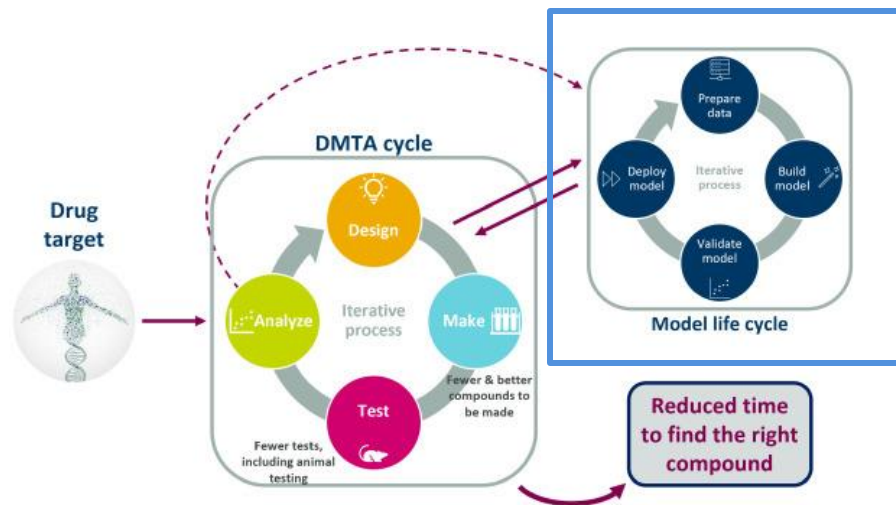 Drug
target
DMTA cycle
Design
Analyze
Iterative
process
Make
Fewer & better
compounds to
be made
Test
Fewer tests,
including animal
testing
Prepare
data
Deploy
model
Iterative
process
Build
model
Validate
model
Model life cycle
Reduced time
to find the right
compound